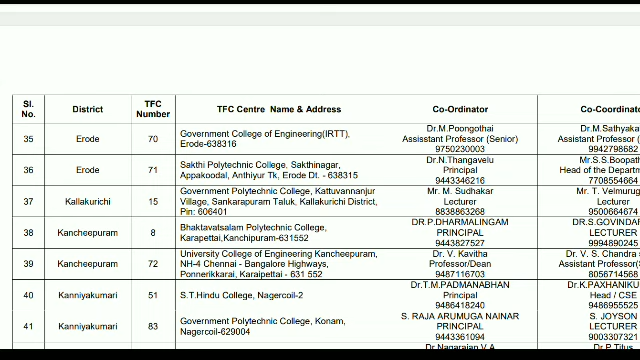 Sl. No. District TFC Number TFC Centre Name & Address Co-Ordinator
35 Erode 70 Government College of Engineering(IRTT), Erode-638316 Dr.M.Poongothai Assisstant Professor (Senior) 9750230003 Dr.M.Sathyaka Assistant Professor ( 9942798682
36 Erode 71 Sakthi Polytechnic College, Sakthinagar, Appakoodal, Anthiyur Tk, Erode Dt. - 638315 Dr.N.Thangavelu Principal 9443346216 Mr.S.S.Boopath Head of the Departm 7708554664
37 Kallakurichi 15 Government Polytechnic College, Kattuvannanjur Village, Sankarapuram Taluk, Kallakurichi District, Pin: 606401 Mr. M. Sudhakar Lecturer 8838863268 Mr. T. Velmurug Lecturer 9500664674
38 Kancheepuram 8 Bhaktavatsalam Polytechnic College, Karapettai,Kanchipuram-631552 DR.P.DHARMALINGAM PRINCIPAL 9443827527 DR.S.GOVINDAR LECTURER 9994890245
39 Kancheepuram 72 University College of Engineering Kancheepuram, NH-4 Chennai - Bangalore Highways, Ponnerikkarai, Karaipettai - 631 552 Dr. V. Kavitha Professor/Dean 9487116703 Dr. V. S. Chandra Assistant Professor(S 8056714568
40 Kanniyakumari 51 S.T.Hindu College, Nagercoil-2 Dr.T.M.PADMANABHAN Principal 9486418240 Dr.K.PAXHANIKU Head / CSE 9486955525
41 Kanniyakumari 83 Government Polytechnic College, Konam, Nagercoil-629004 S. RAJA ARUMUGA NAINAR PRINCIPAL 9443361094 S. JOYSON LECTURER 9003307321
Dr.Nagarajan V.A Dr.P.Titus